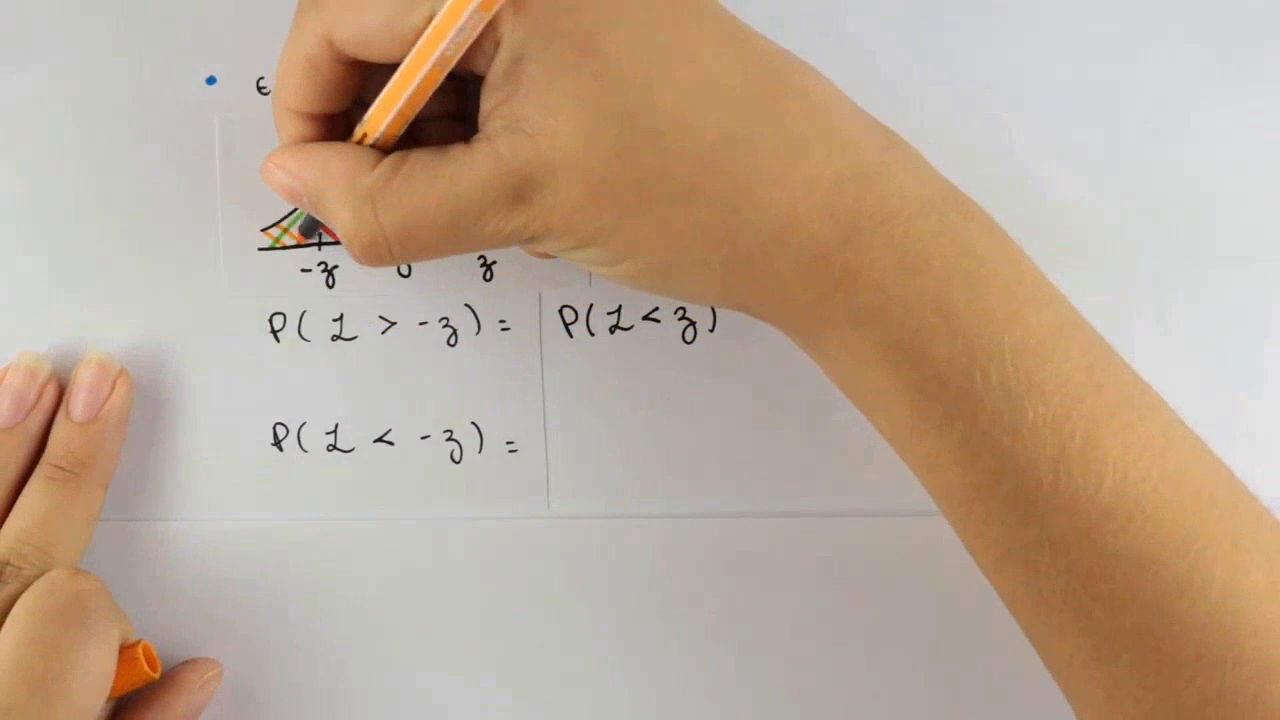 -z 0 z
P(Z > -z) = P(Z < z)
P(Z < -z) =